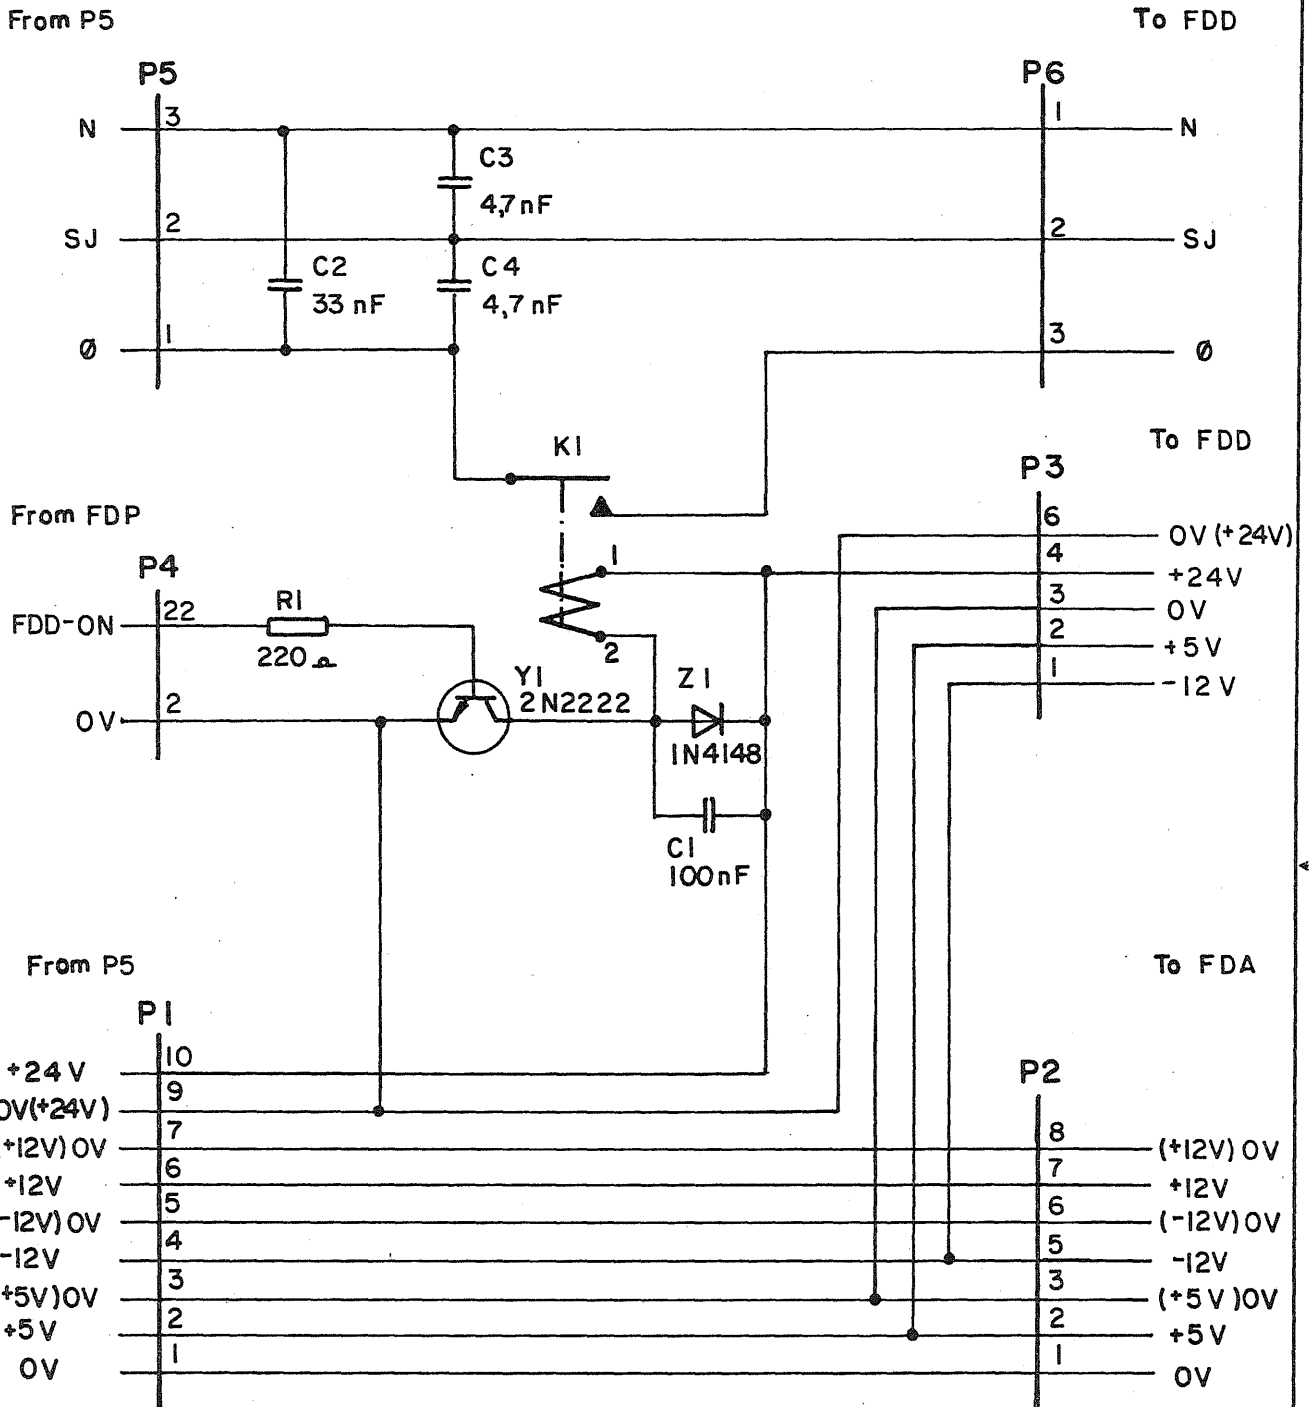 From P5
To FDD
P5
P6
N
3
1
N
C3
4,7nF
SJ
2
2
SJ
C2
33 nF
C4
4,7 nF
Ø
1
3
Ø
K1
To FDD
P3
From FDP
6
0V (+24V)
P4
1
4
+24V
FDD-ON
22
R1
220 Ω
3
0V
2
2
+5V
Y1
2N2222
Z1
1
-12V
0V
2
1N4148
C1
100nF
From P5
To FDA
P1
P2
+24V
10
0V(+24V)
9
+12V) 0V
7
8
(+12V) 0V
+12V
6
7
+12V
-12V) 0V
5
6
(-12V) 0V
-12V
4
5
-12V
+5V) 0V
3
3
(+5V) 0V
+5V
2
2
+5V
0V
1
1
0V